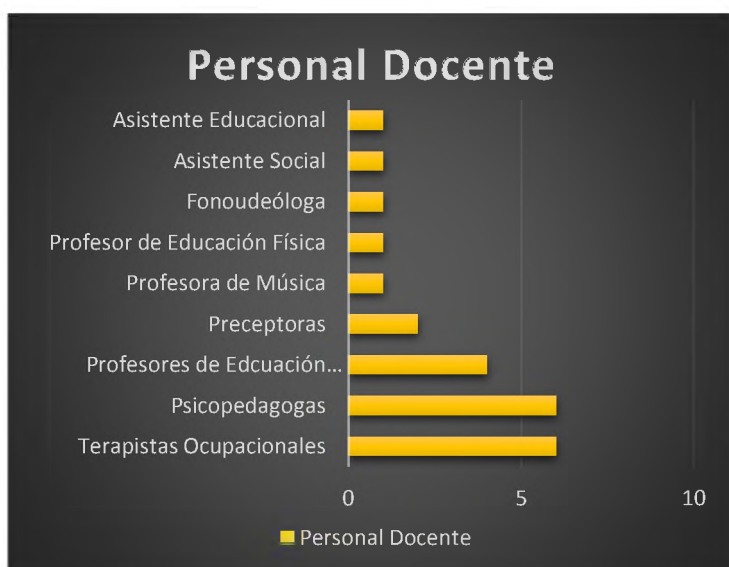 Personal Docente
Asistente Educacional
Asistente Social
Fonoudeóloga
Profesor de Educación Física
Profesora de Música
Preceptoras
Profesores de Edcuación...
Psicopedagogas
Terapistas Ocupacionales
0 5 10
Personal Docente